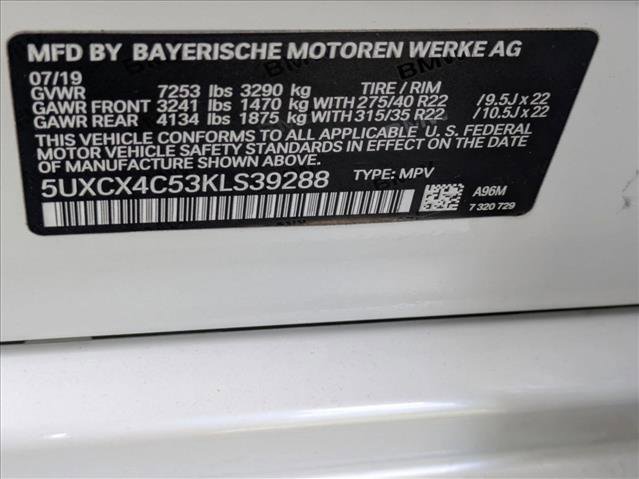 MFD BY BAYERISCHE MOTOREN WERKE AG
07/19
GVWR 7253 lbs 3290 kg TIRE / RIM
GAWR FRONT 3241 lbs 1470 kg WITH 275/40 R22 / 9.5J x 22
GAWR REAR 4134 lbs 1875 kg WITH 315/35 R22 / 10.5J x 22
THIS VEHICLE CONFORMS TO ALL APPLICABLE U. S. FEDERAL
MOTOR VEHICLE SAFETY STANDARDS IN EFFECT ON THE
DATE OF MANUFACTURE SHOWN ABOVE.
5UXCX4C53KLS39288 TYPE: MPV
A96M
7 320 729